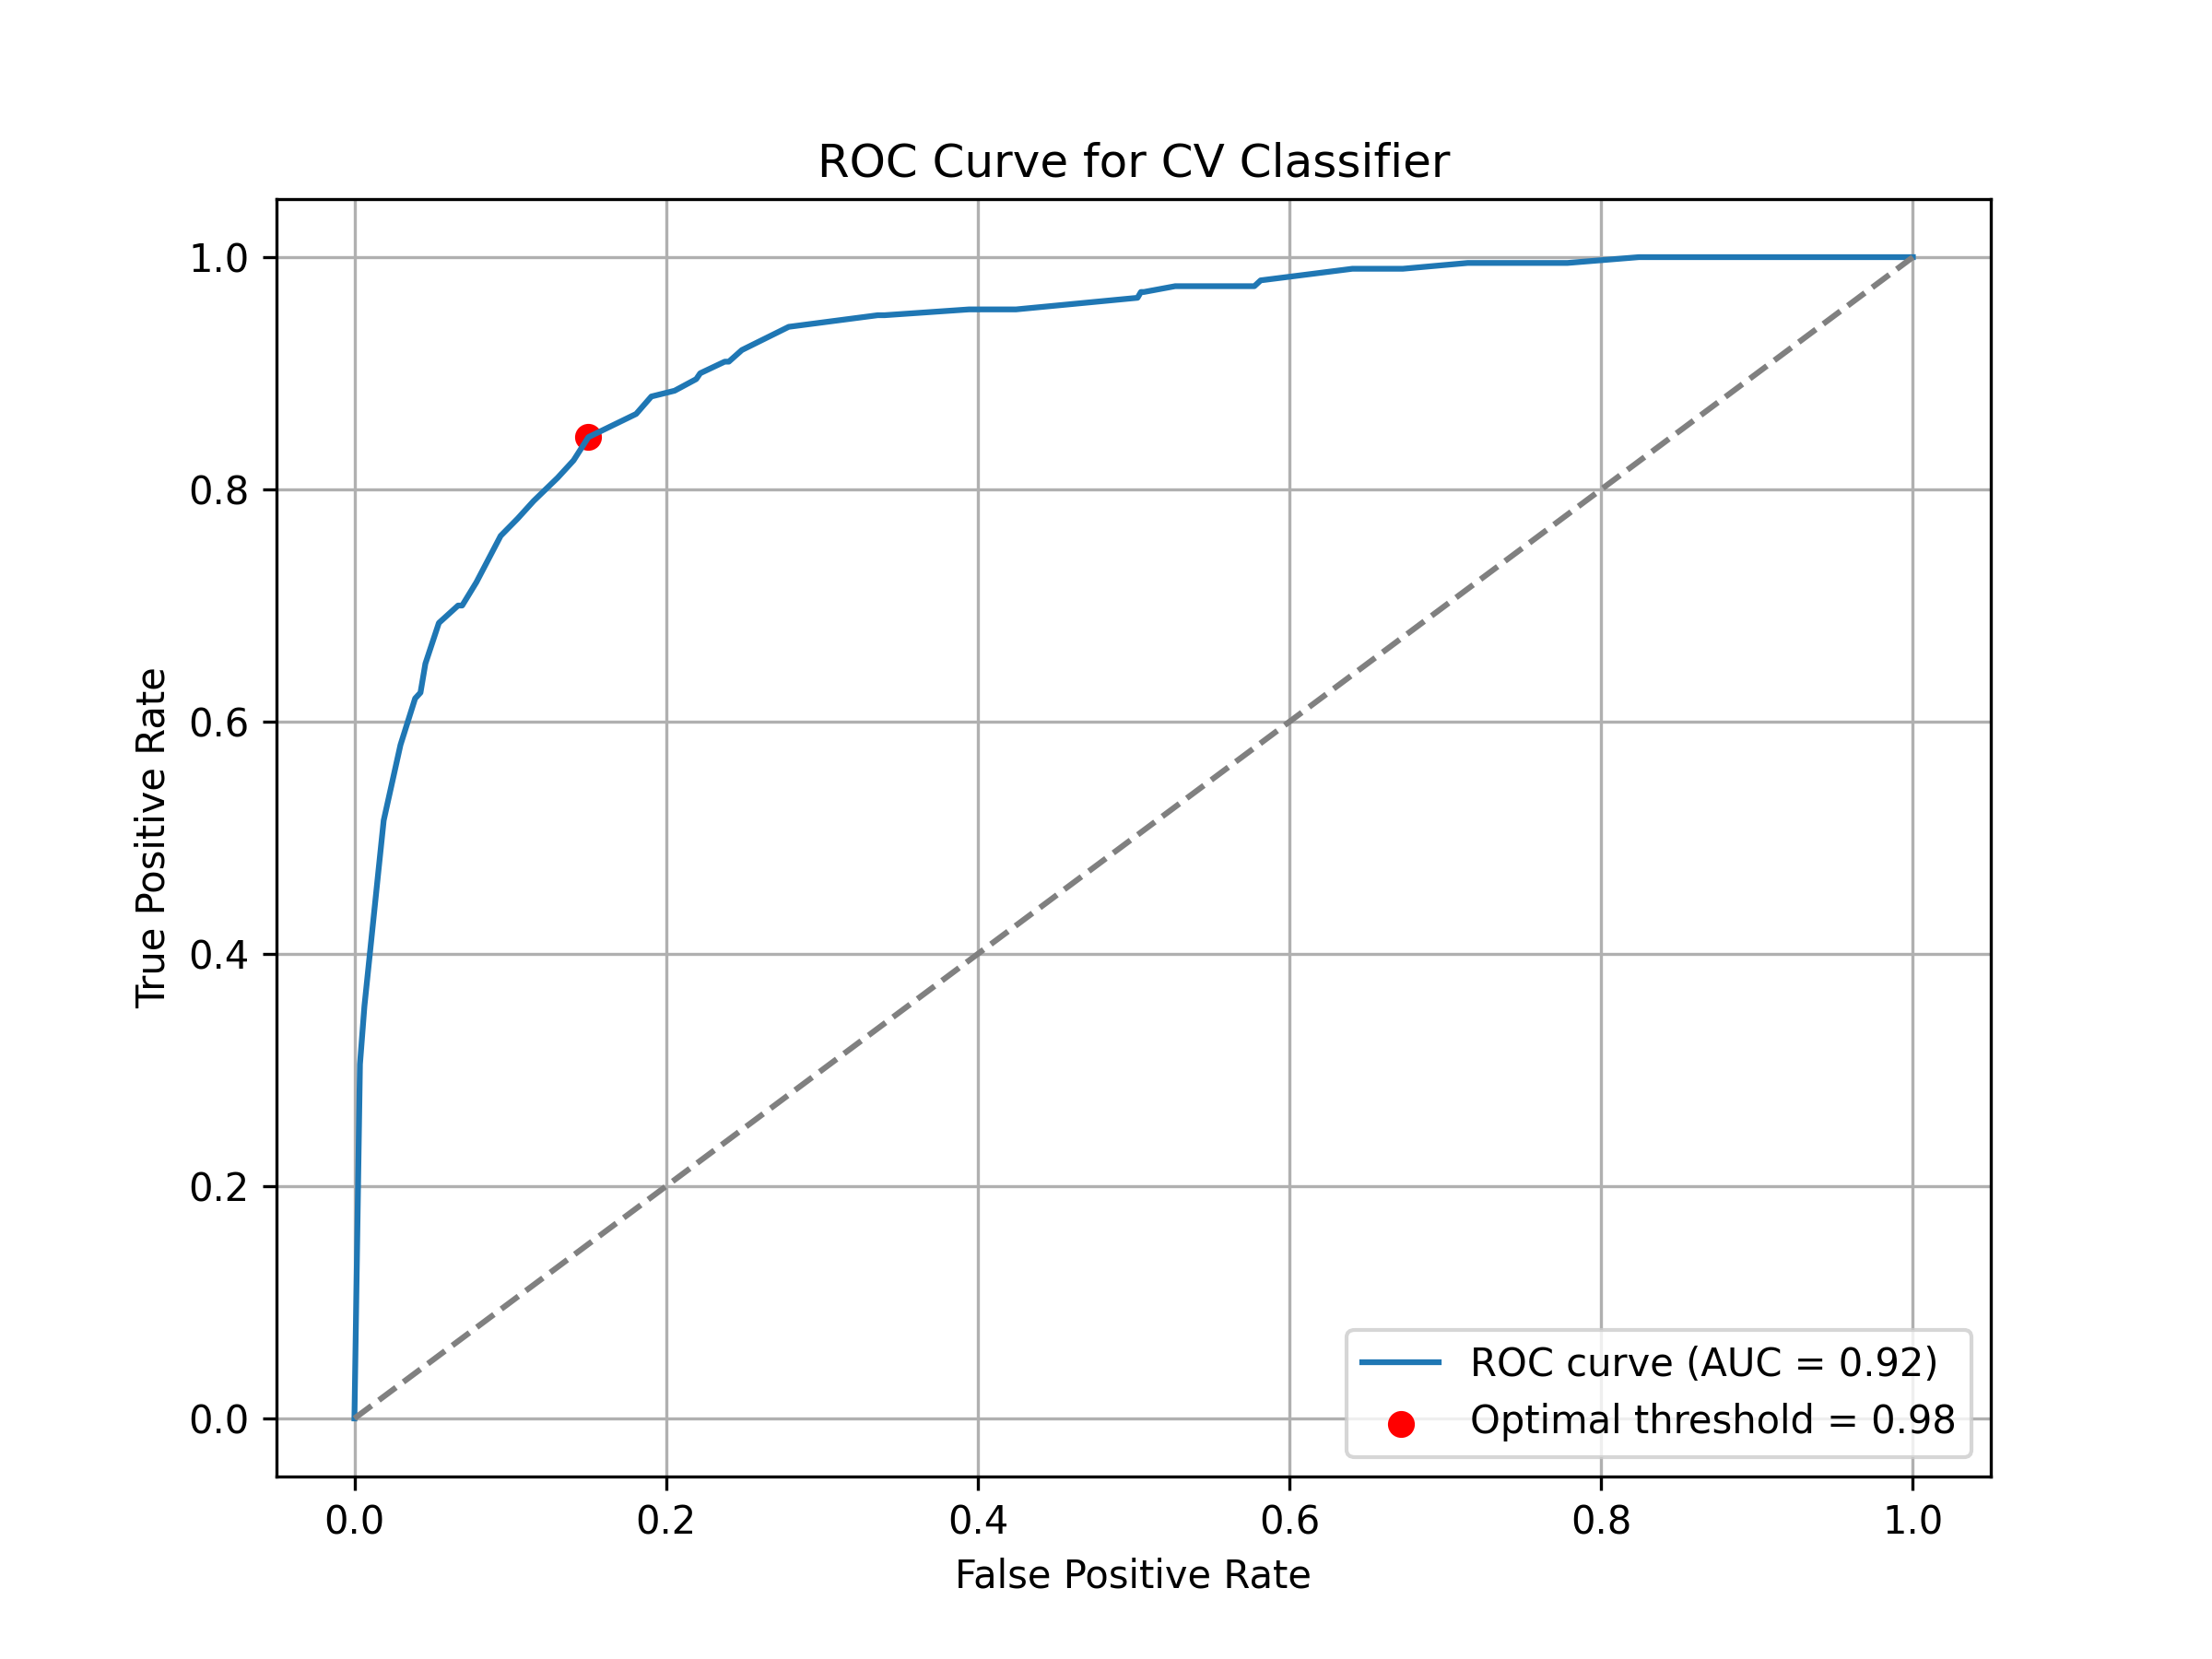 ROC Curve for CV Classifier
1.0
0.8
0.6
0.4
0.2
0.0
True Positive Rate
ROC curve (AUC = 0.92)
Optimal threshold = 0.98
0.0 0.2 0.4 0.6 0.8 1.0
False Positive Rate